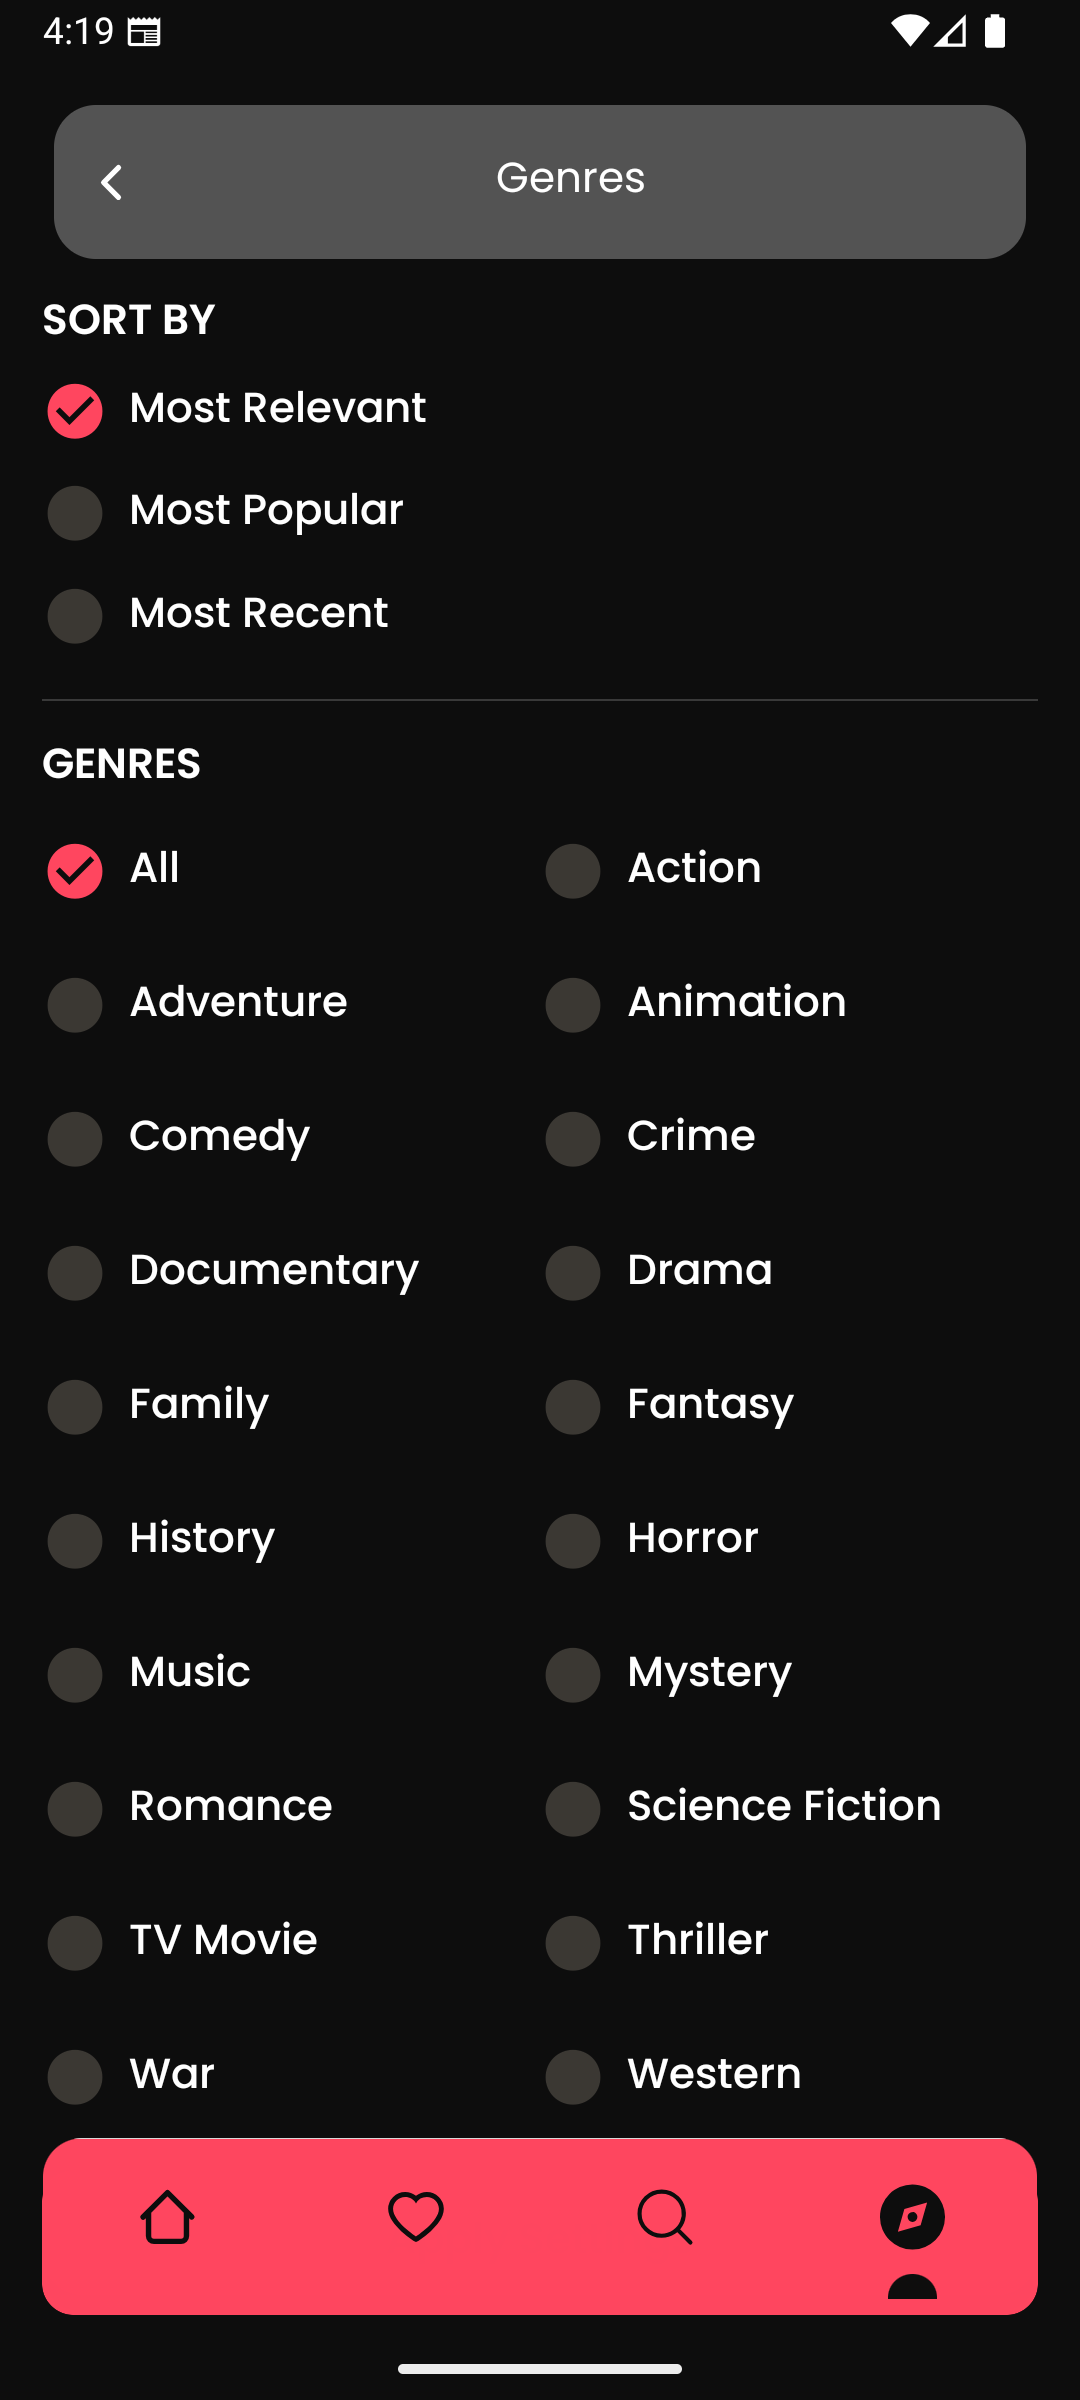 4:19
Genres
SORT BY
Most Relevant
Most Popular
Most Recent
GENRES
All
Action
Adventure
Animation
Comedy
Crime
Documentary
Drama
Family
Fantasy
History
Horror
Music
Mystery
Romance
Science Fiction
TV Movie
Thriller
War
Western